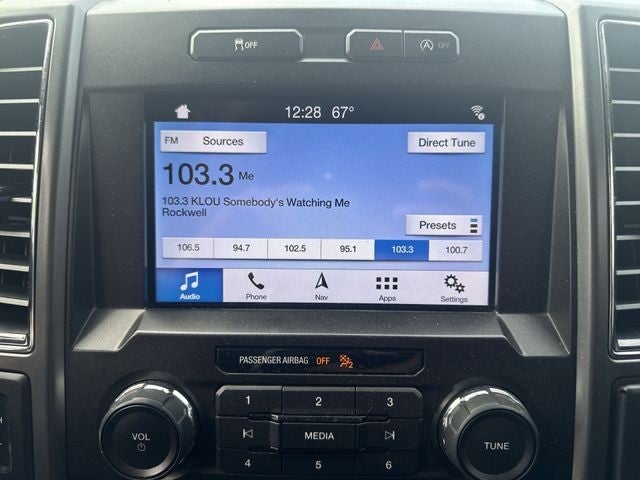 OFF OFF
12:28 67°
FM Sources Direct Tune
103.3 Me
103.3 KLOU Somebody's Watching Me
Rockwell
Presets
106.5 94.7 102.5 95.1 103.3 100.7
Audio Phone Nav Apps Settings
PASSENGER AIRBAG OFF 2
1 2 3
VOL MEDIA TUNE
4 5 6